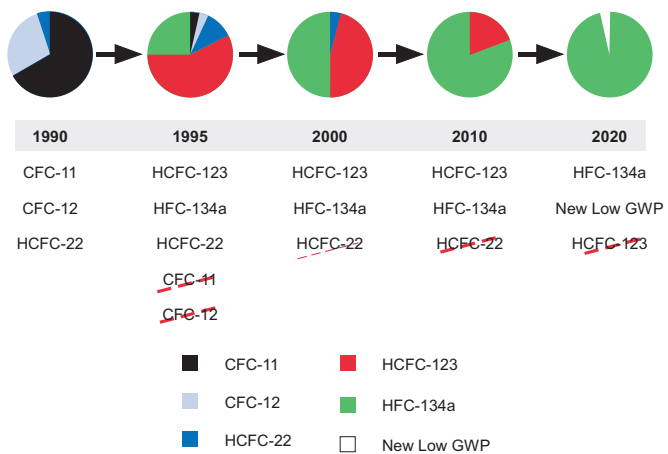 1990 1995 2000 2010 2020
CFC-11 HCFC-123 HCFC-123 HCFC-123 HFC-134a
CFC-12 HFC-134a HFC-134a HFC-134a New Low GWP
HCFC-22 HCFC-22 HCFC-22 HCFC-22 HCFC-123
CFC-11
CFC-12
CFC-11 HCFC-123
CFC-12 HFC-134a
HCFC-22 New Low GWP